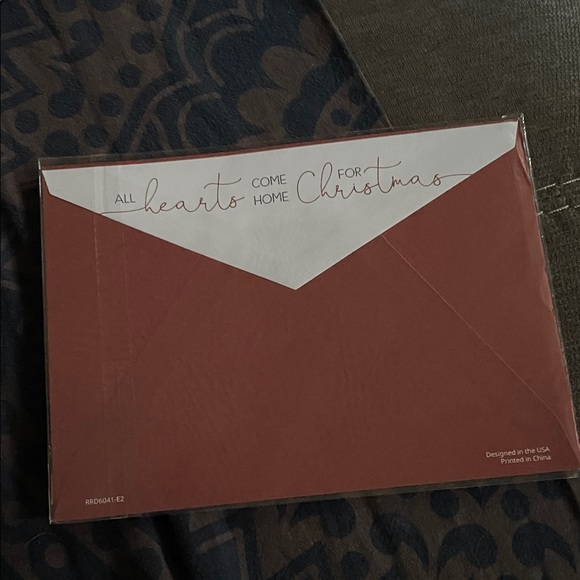 ALL hearts COME HOME FOR Christmas
Designed in the USA
Printed in China
RRD6041-E2